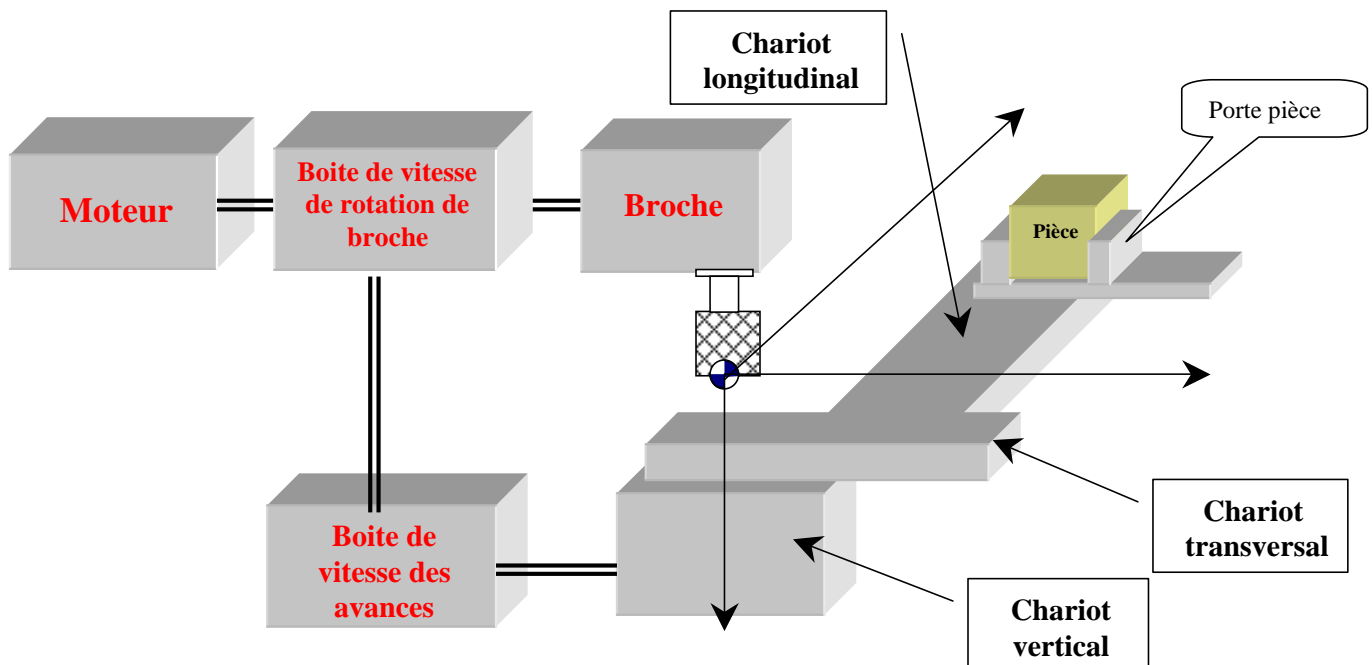 Chariot
longitudinal
Porte pièce
Moteur
Boite de vitesse
de rotation de
broche
Broche
Pièce
Boite de
vitesse des
avances
Chariot
transversal
Chariot
vertical